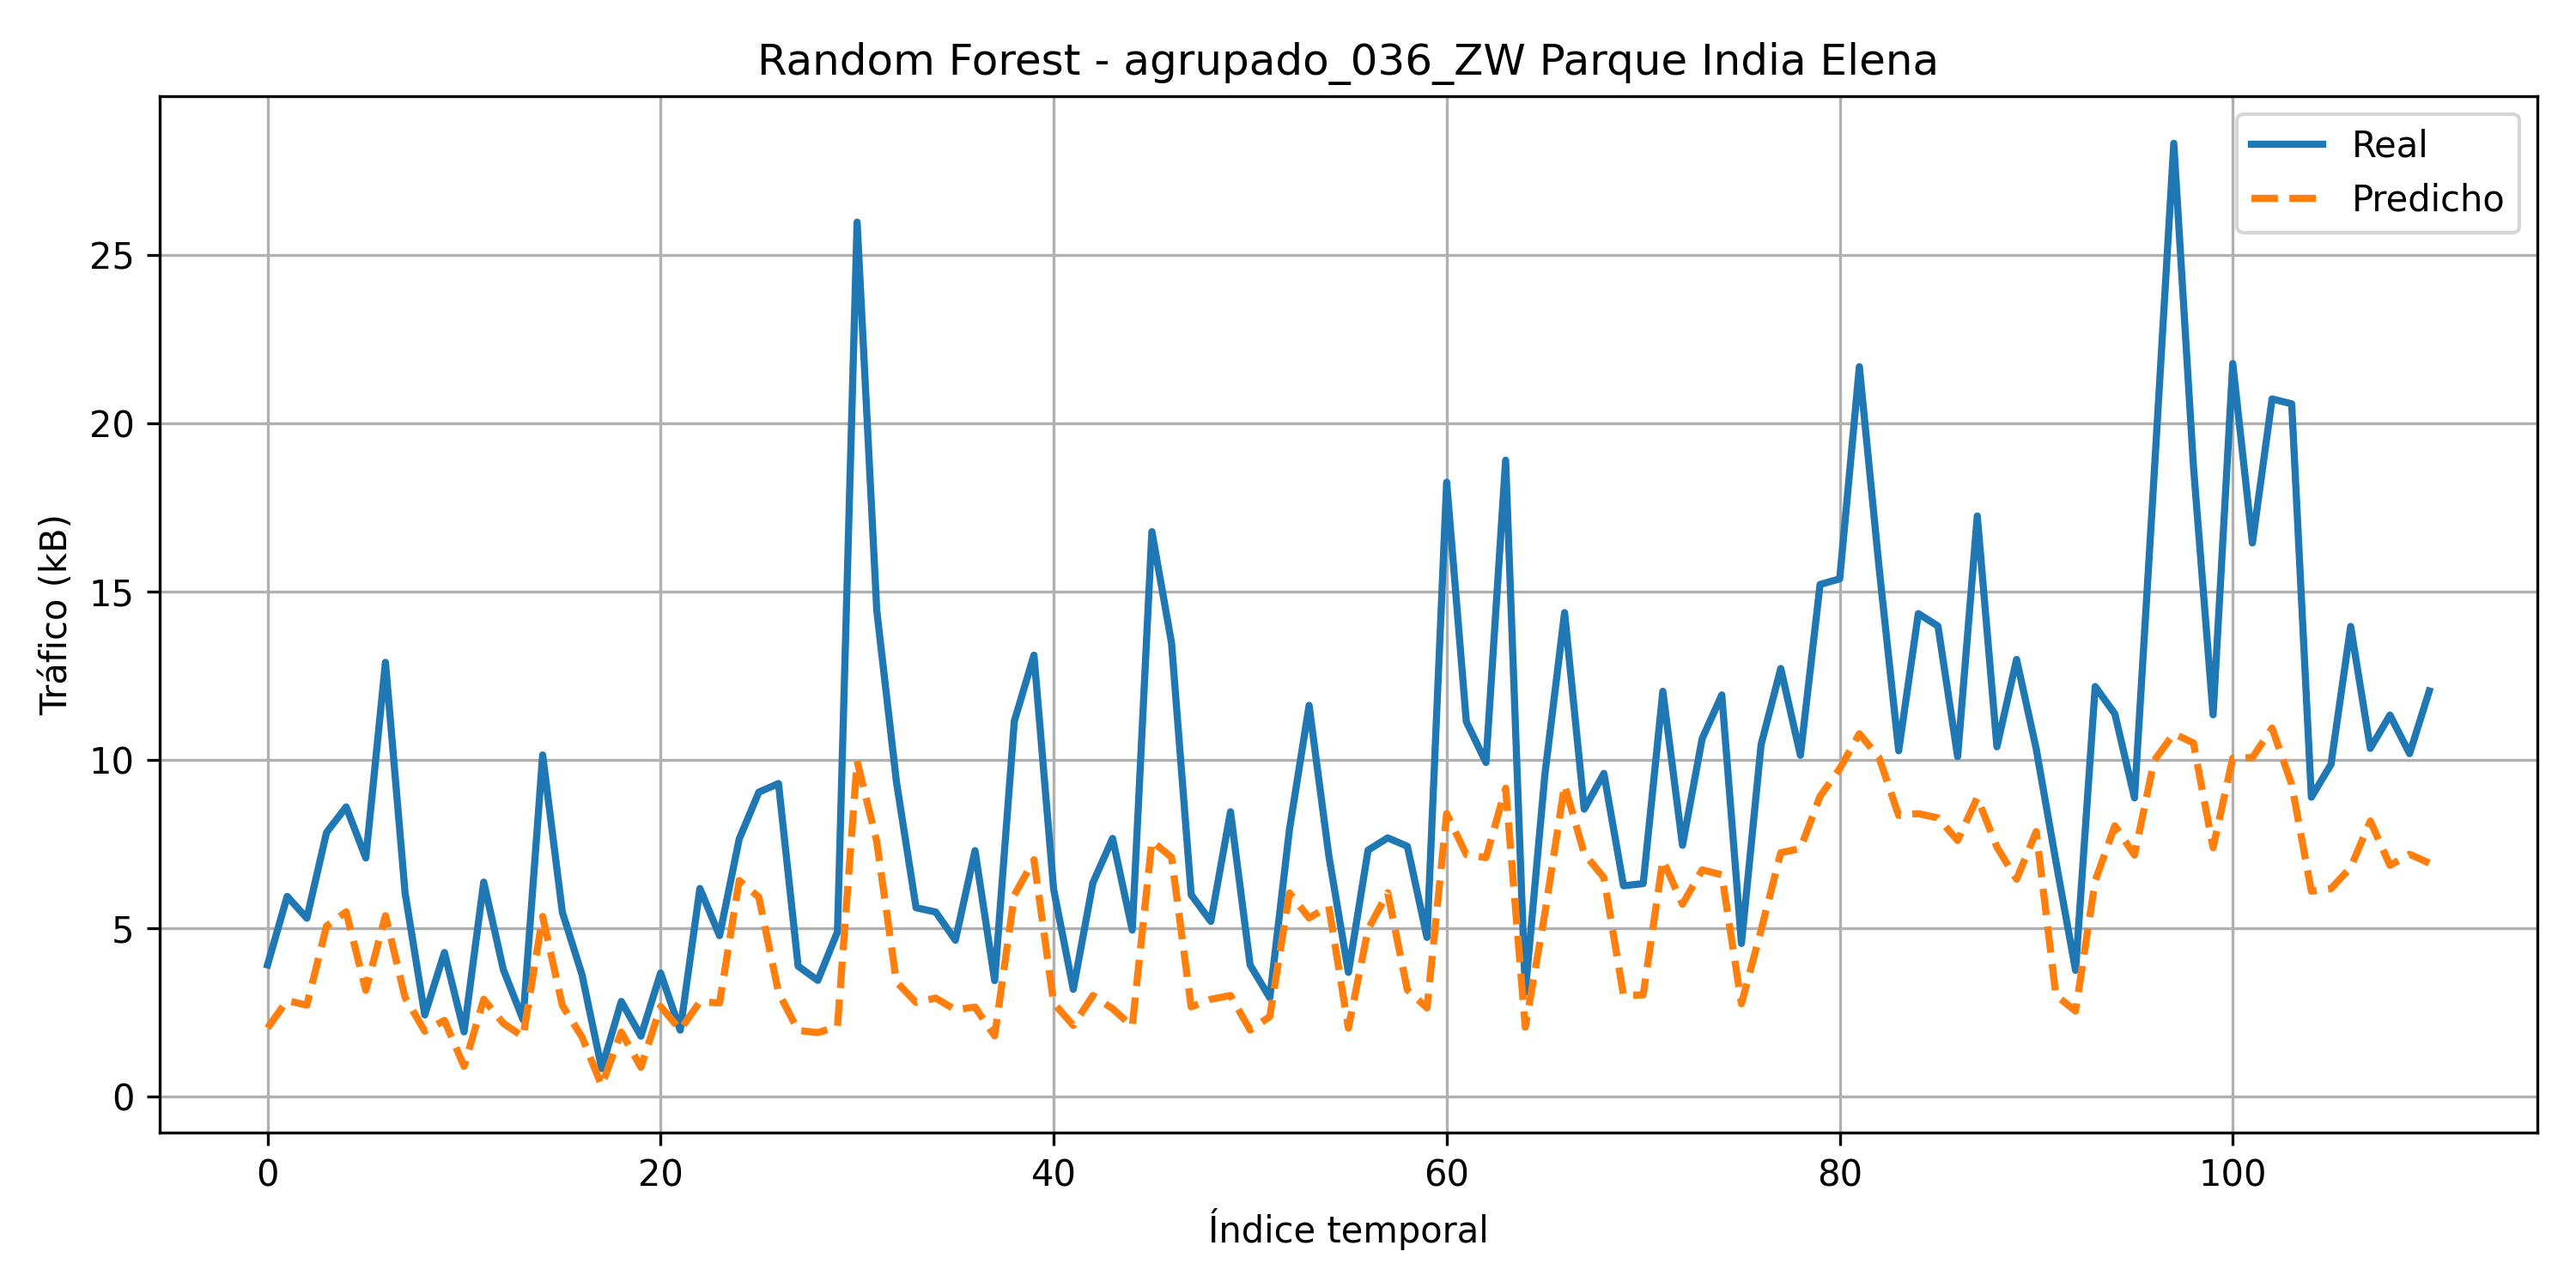 Random Forest - agrupado_036_ZW Parque India Elena
Real
Predicho
Tráfico (kB)
25
20
15
10
5
0
0 20 40 60 80 100
Índice temporal